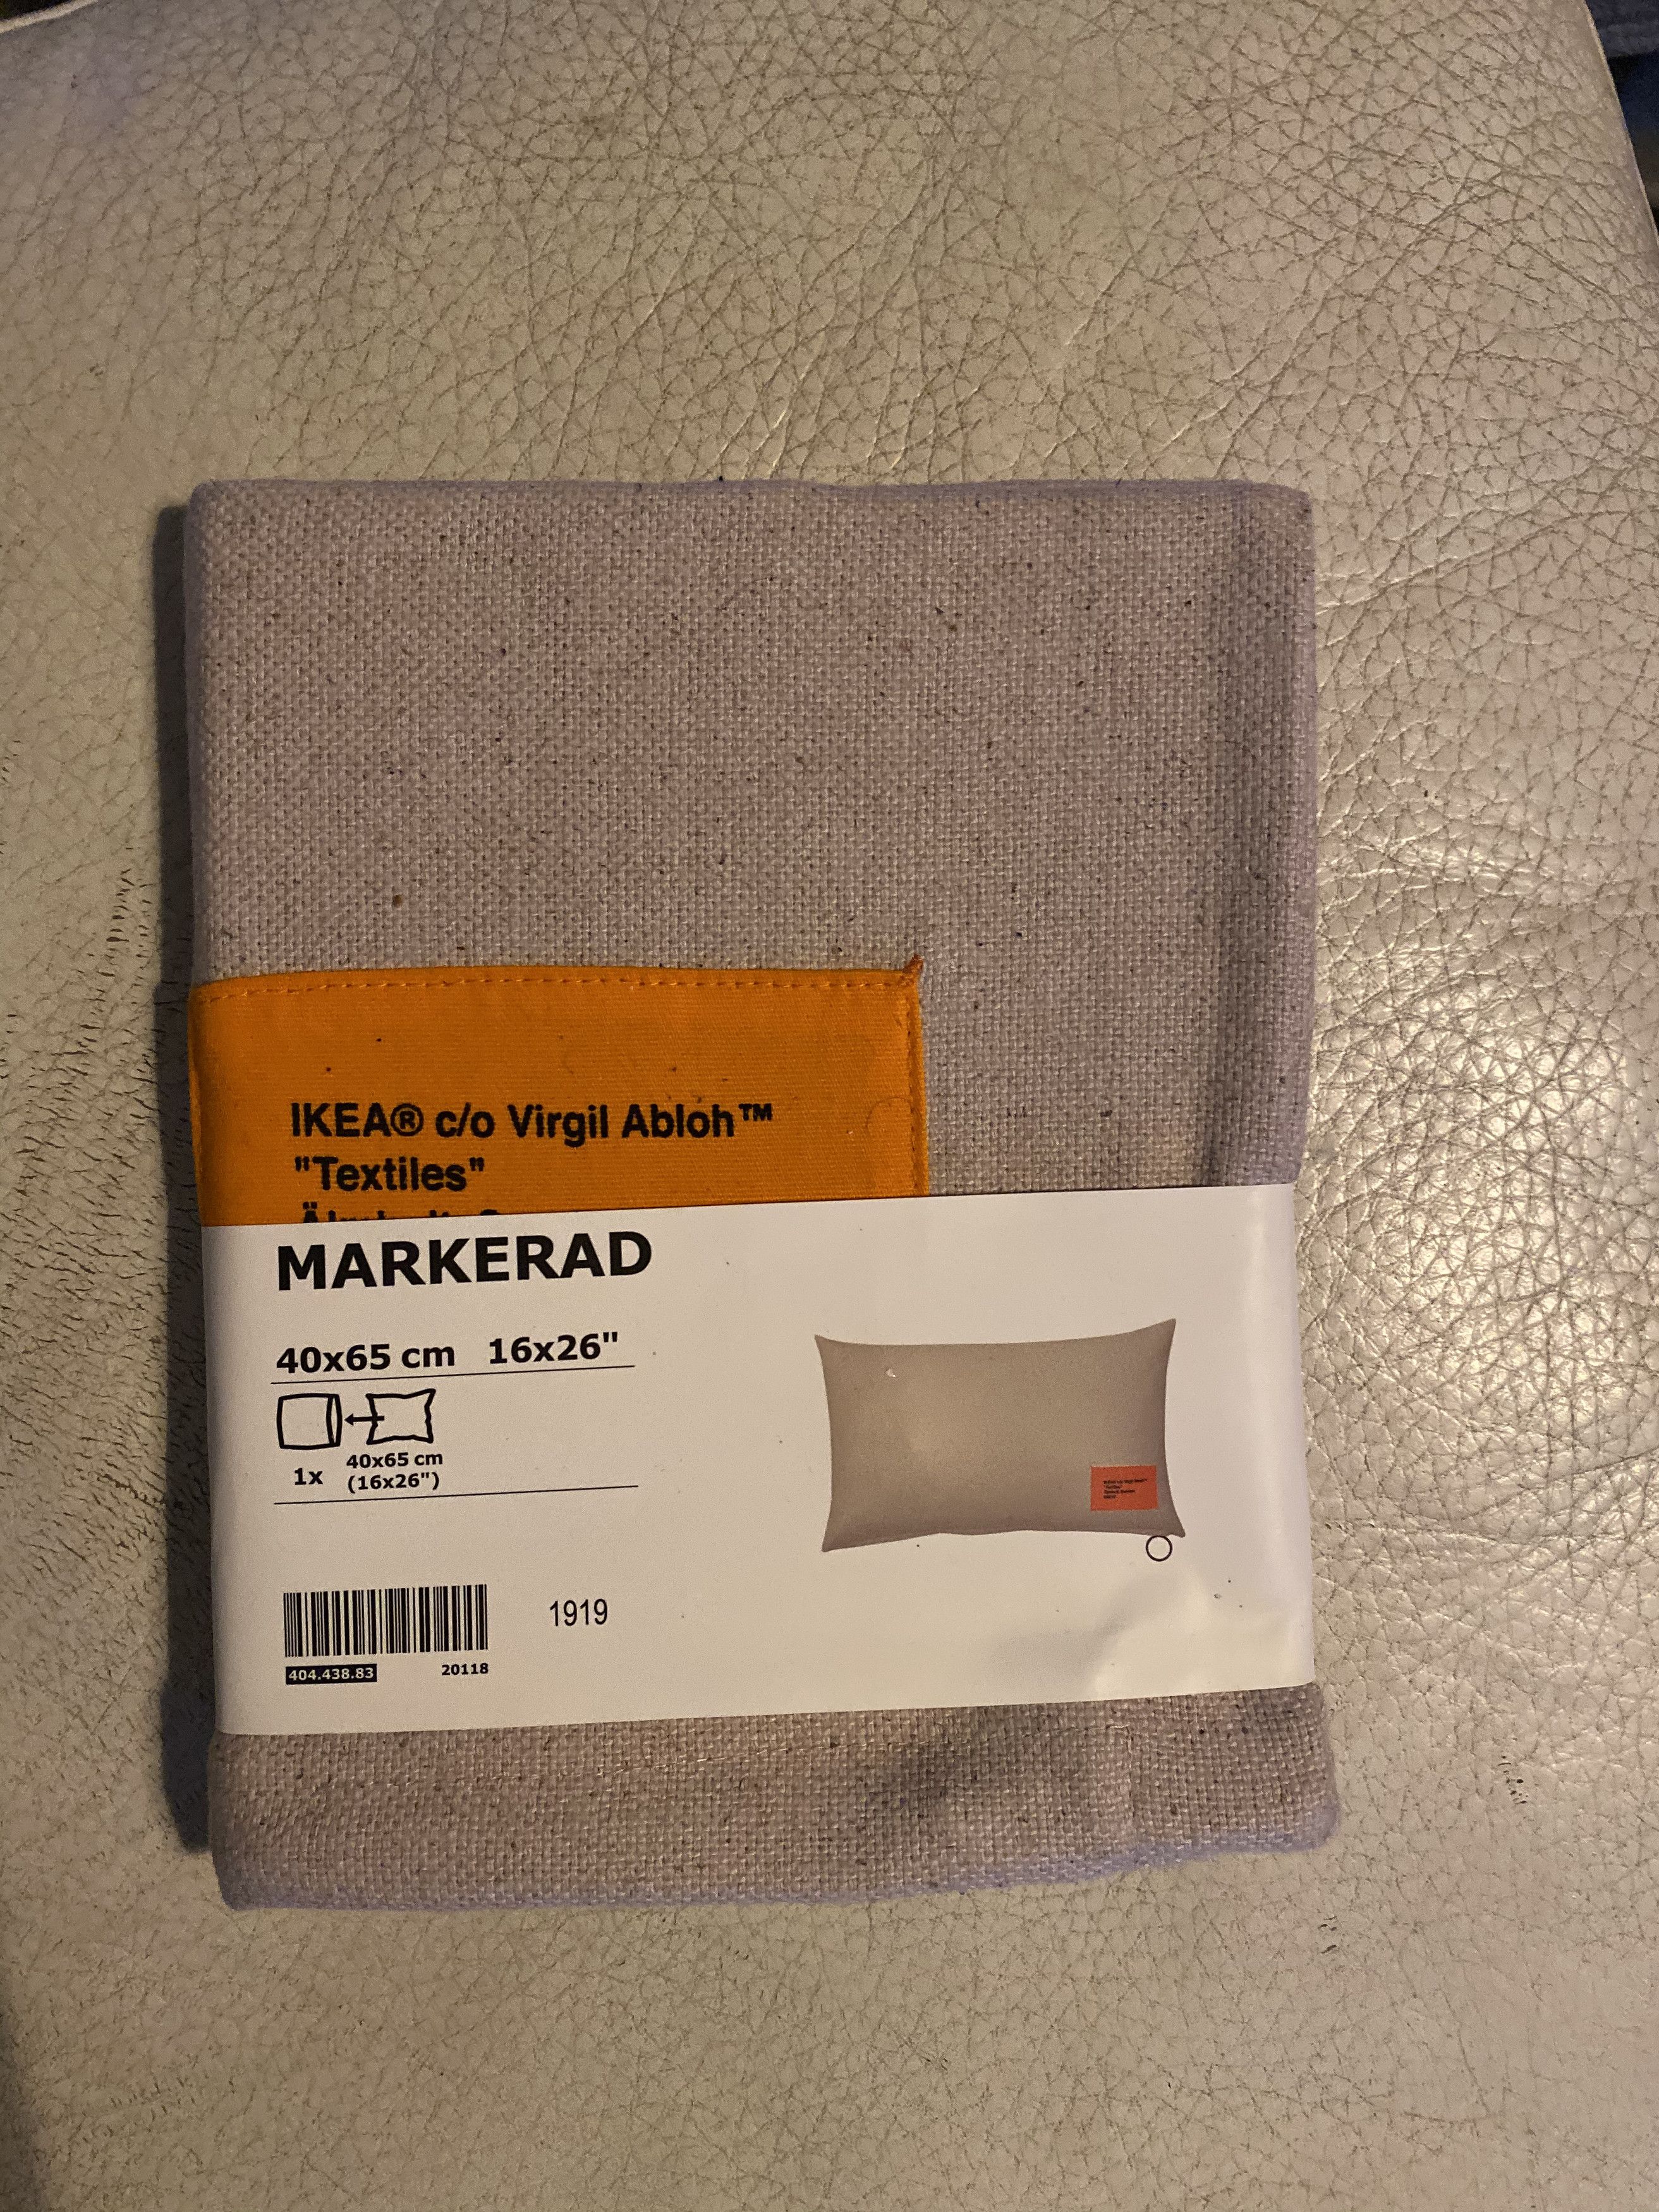 IKEA® c/o Virgil Abloh™
"Textiles"
MARKERAD
40x65 cm 16x26"
1x
40x65 cm
(16x26")
1919
404.438.83
20118